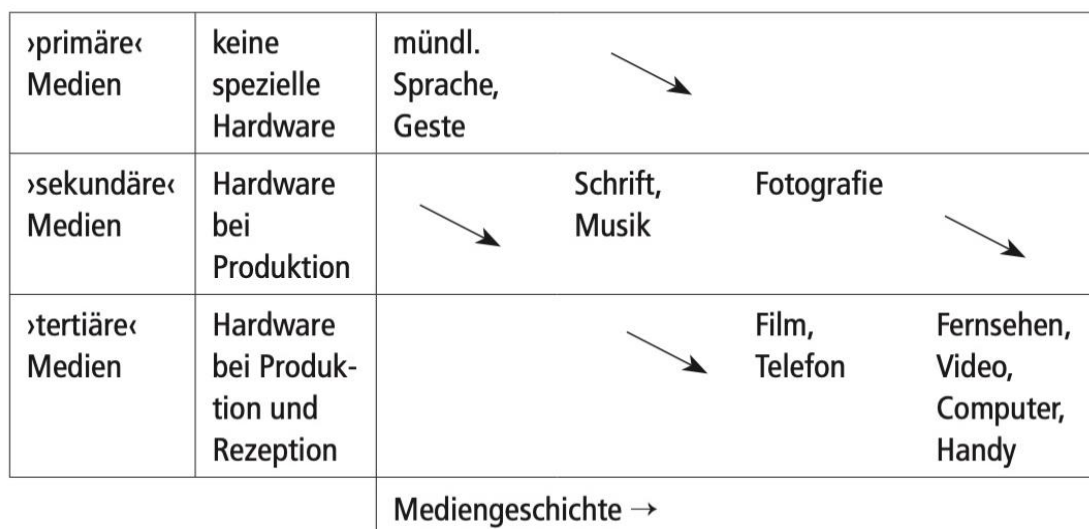 ›primäre‹ keine mündl.
Medien spezielle Sprache,
Hardware Geste
›sekundäre‹ Hardware Schrift, Fotografie
Medien bei Musik
Produktion
›tertiäre‹ Hardware Film, Fernsehen,
Medien bei Produk- Telefon Video,
tion und Computer,
Rezeption Handy
Mediengeschichte →